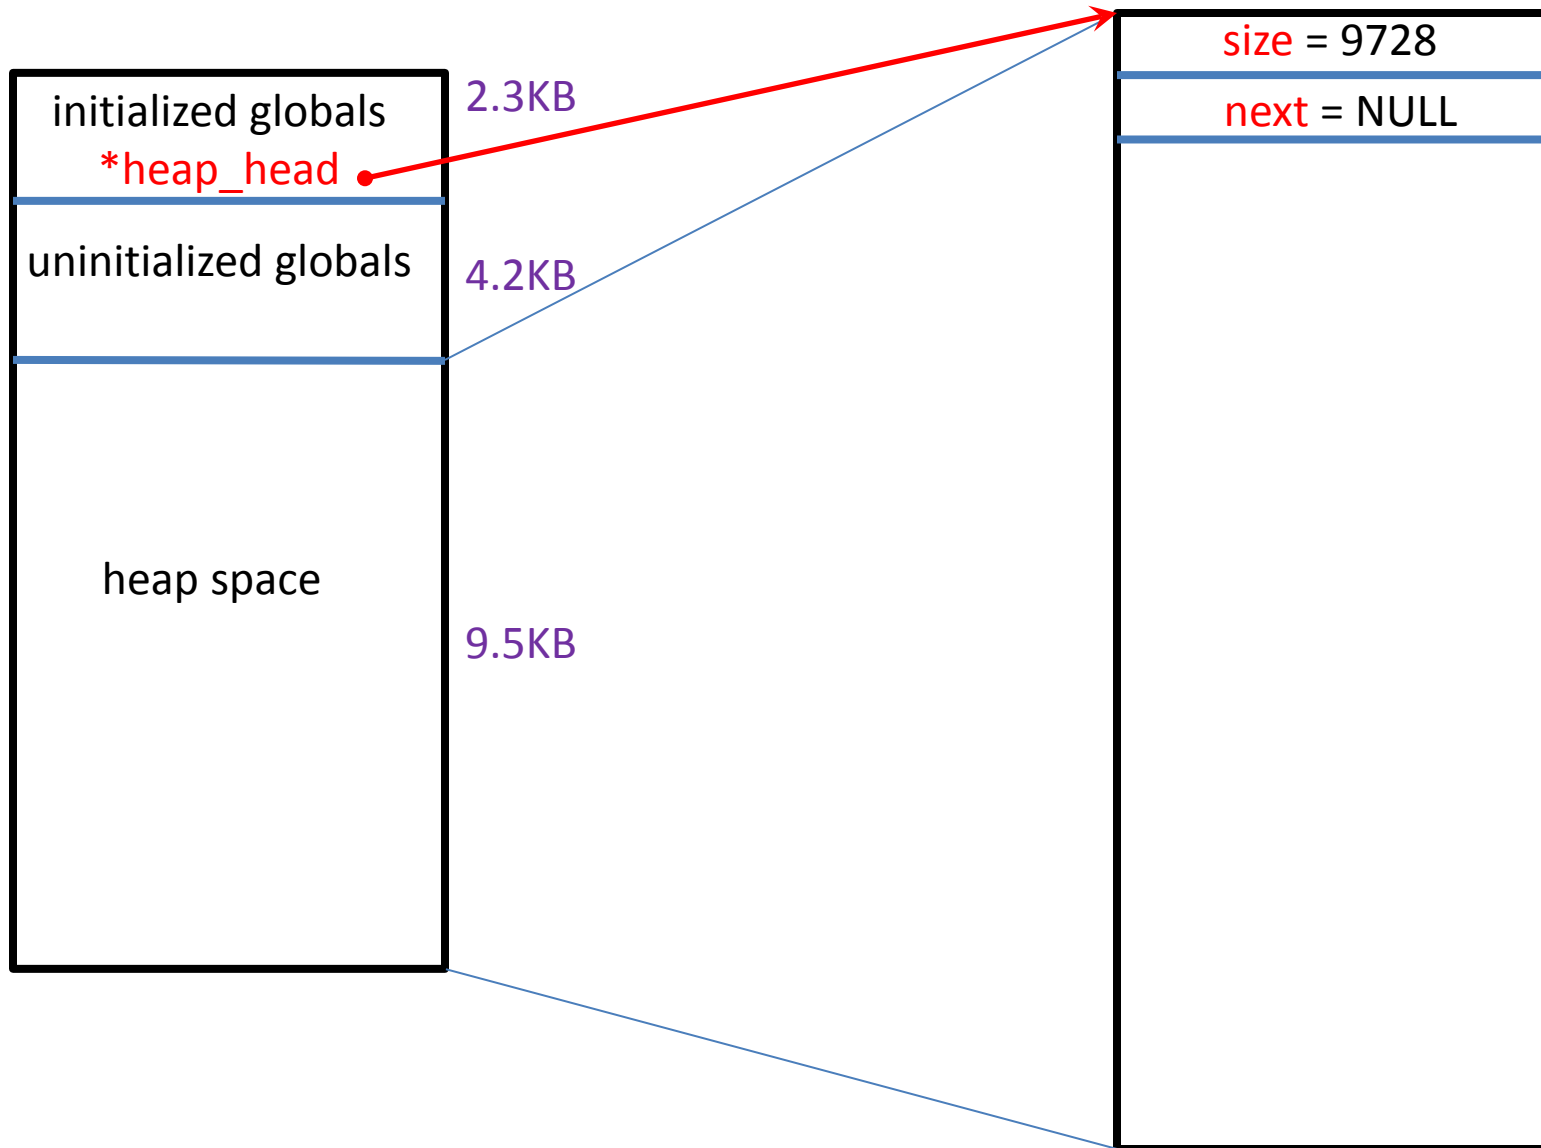 initialized globals
*heap_head
2.3KB
uninitialized globals
4.2KB
heap space
9.5KB
size = 9728
next = NULL